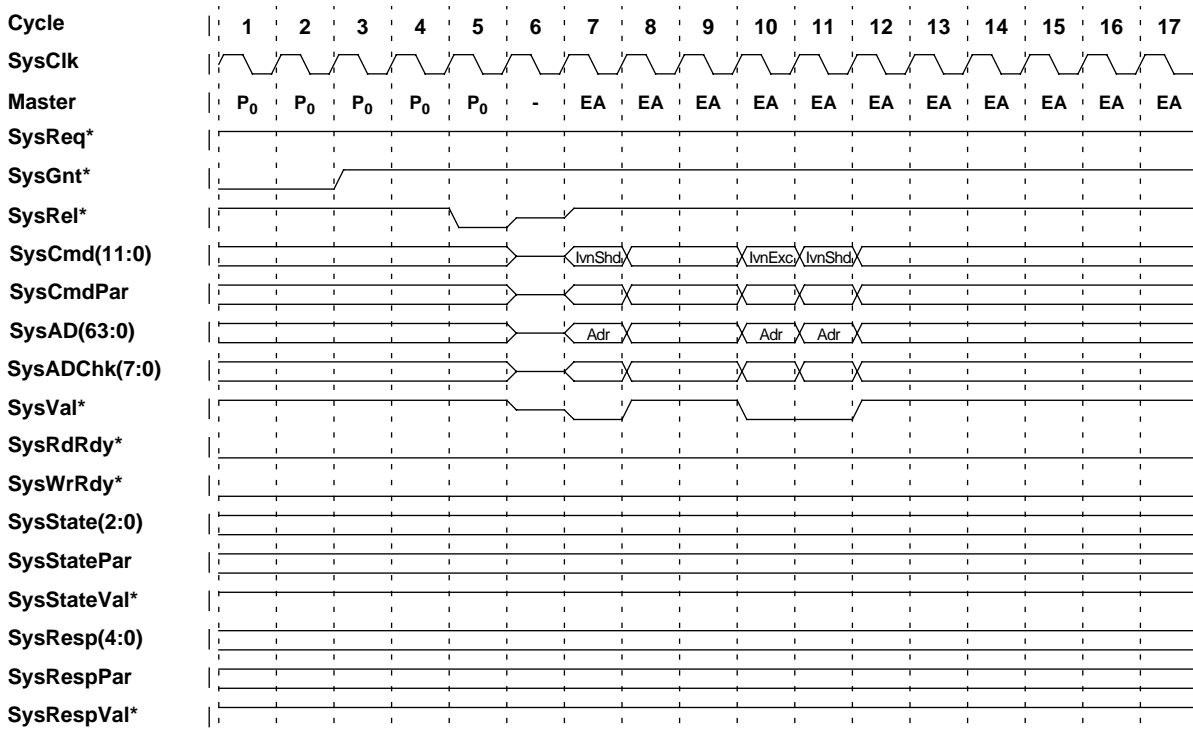 Cycle 1 2 3 4 5 6 7 8 9 10 11 12 13 14 15 16 17
SysClk
Master P0 P0 P0 P0 P0 - EA EA EA EA EA EA EA EA EA EA EA
SysReq*
SysGnt*
SysRel*
SysCmd(11:0) IvnShd IvnExc IvnShd
SysCmdPar
SysAD(63:0) Adr Adr Adr
SysADChk(7:0)
SysVal*
SysRdRdy*
SysWrRdy*
SysState(2:0)
SysStatePar
SysStateVal*
SysResp(4:0)
SysRespPar
SysRespVal*